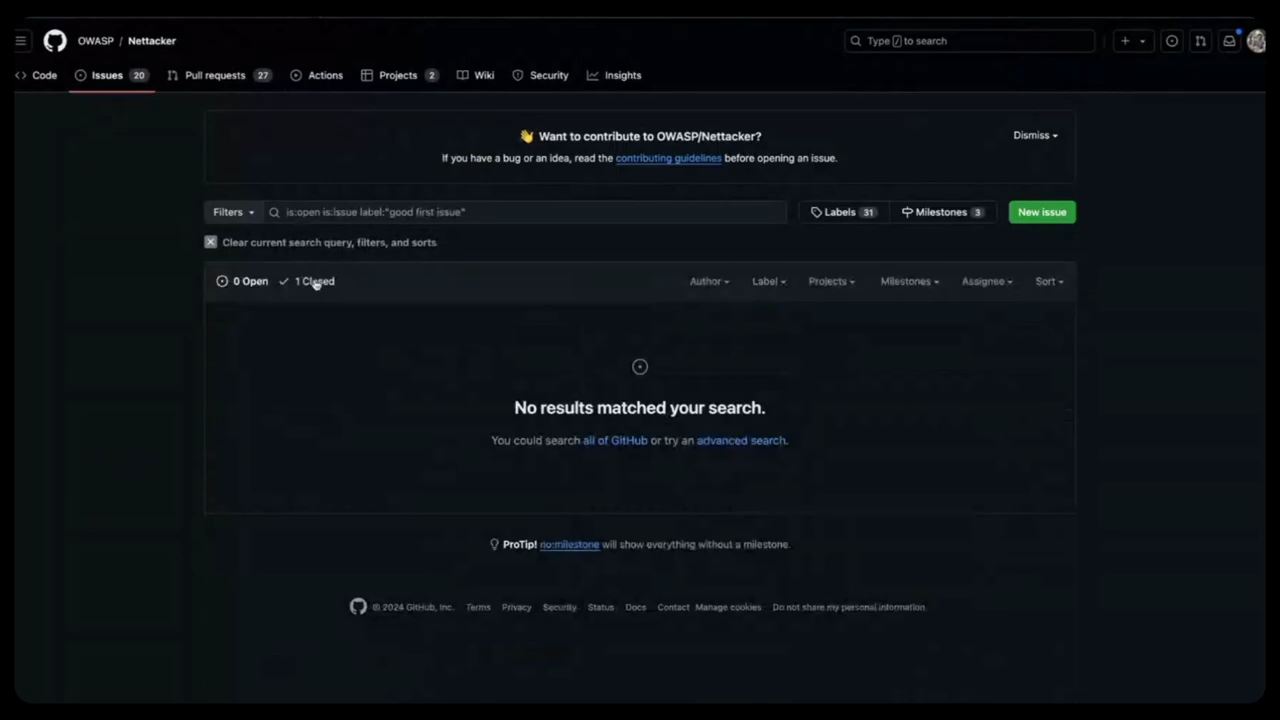 OWASP / Nettacker
Type / to search
Code
Issues 20
Pull requests 27
Actions
Projects 2
Wiki
Security
Insights
Want to contribute to OWASP/Nettacker?
Dismiss
If you have a bug or an idea, read the contributing guidelines before opening an issue.
Filters
is:open is:issue label:"good first issue"
Labels 31
Milestones 3
New issue
Clear current search query, filters, and sorts
0 Open
1 Closed
Author
Label
Projects
Milestones
Assignee
Sort
No results matched your search.
You could search all of GitHub or try an advanced search.
ProTip! no:milestone will show everything without a milestone.
© 2024 GitHub, Inc.
Terms
Privacy
Security
Status
Docs
Contact
Manage cookies
Do not share my personal information